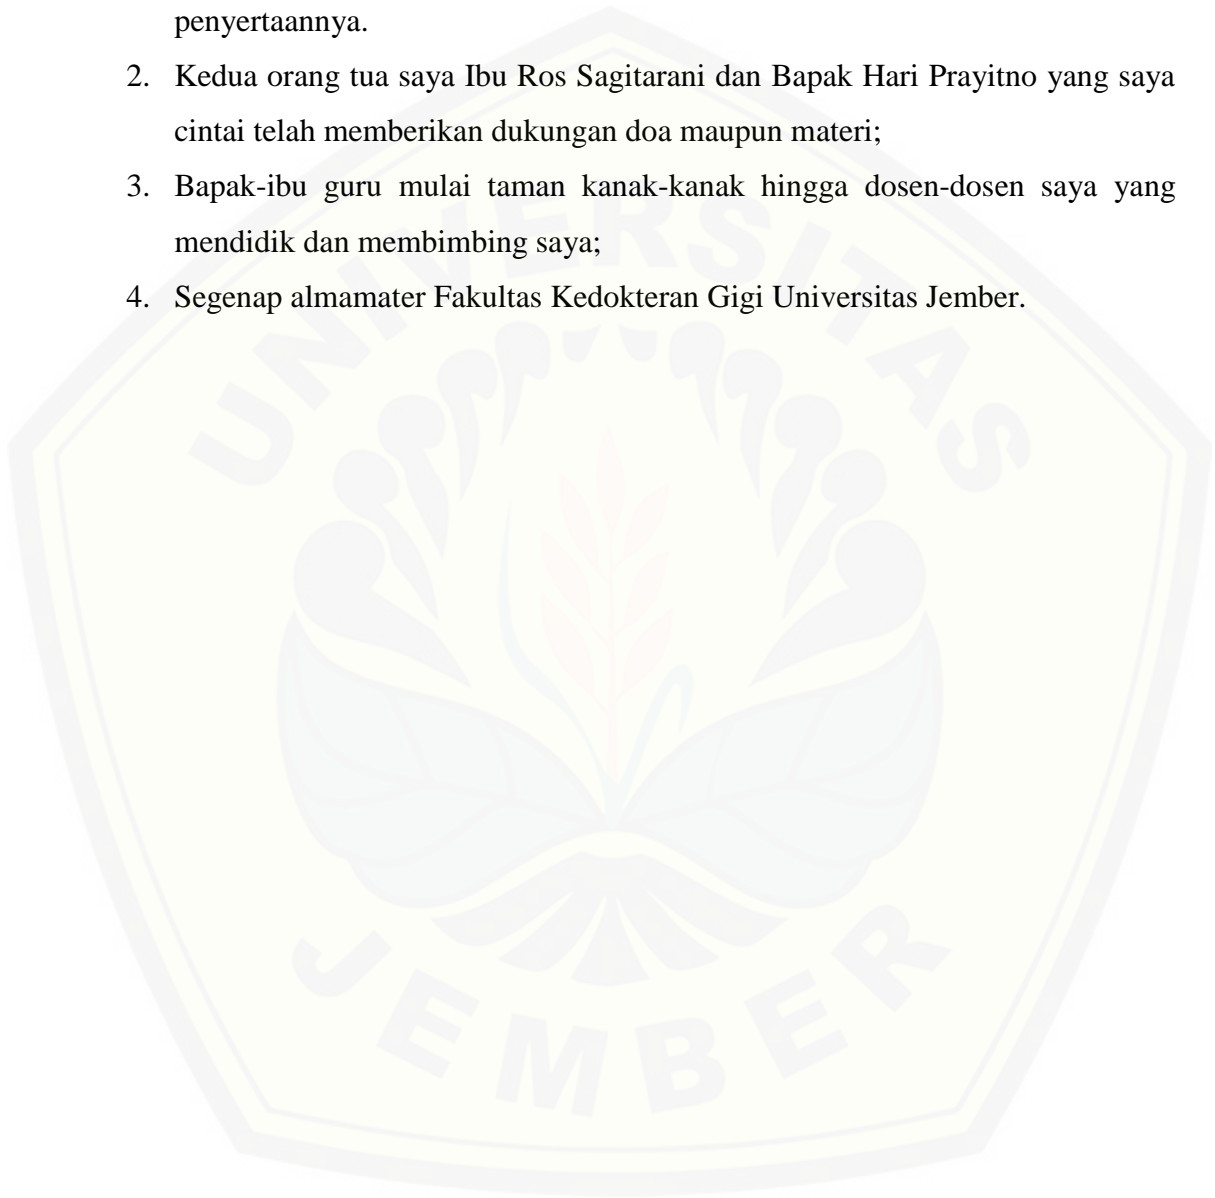 penyertaannya.
2. Kedua orang tua saya Ibu Ros Sagitarani dan Bapak Hari Prayitno yang saya
cintai telah memberikan dukungan doa maupun materi;
3. Bapak-ibu guru mulai taman kanak-kanak hingga dosen-dosen saya yang
mendidik dan membimbing saya;
4. Segenap almamater Fakultas Kedokteran Gigi Universitas Jember.
UNIVERSITAS
JEMBER